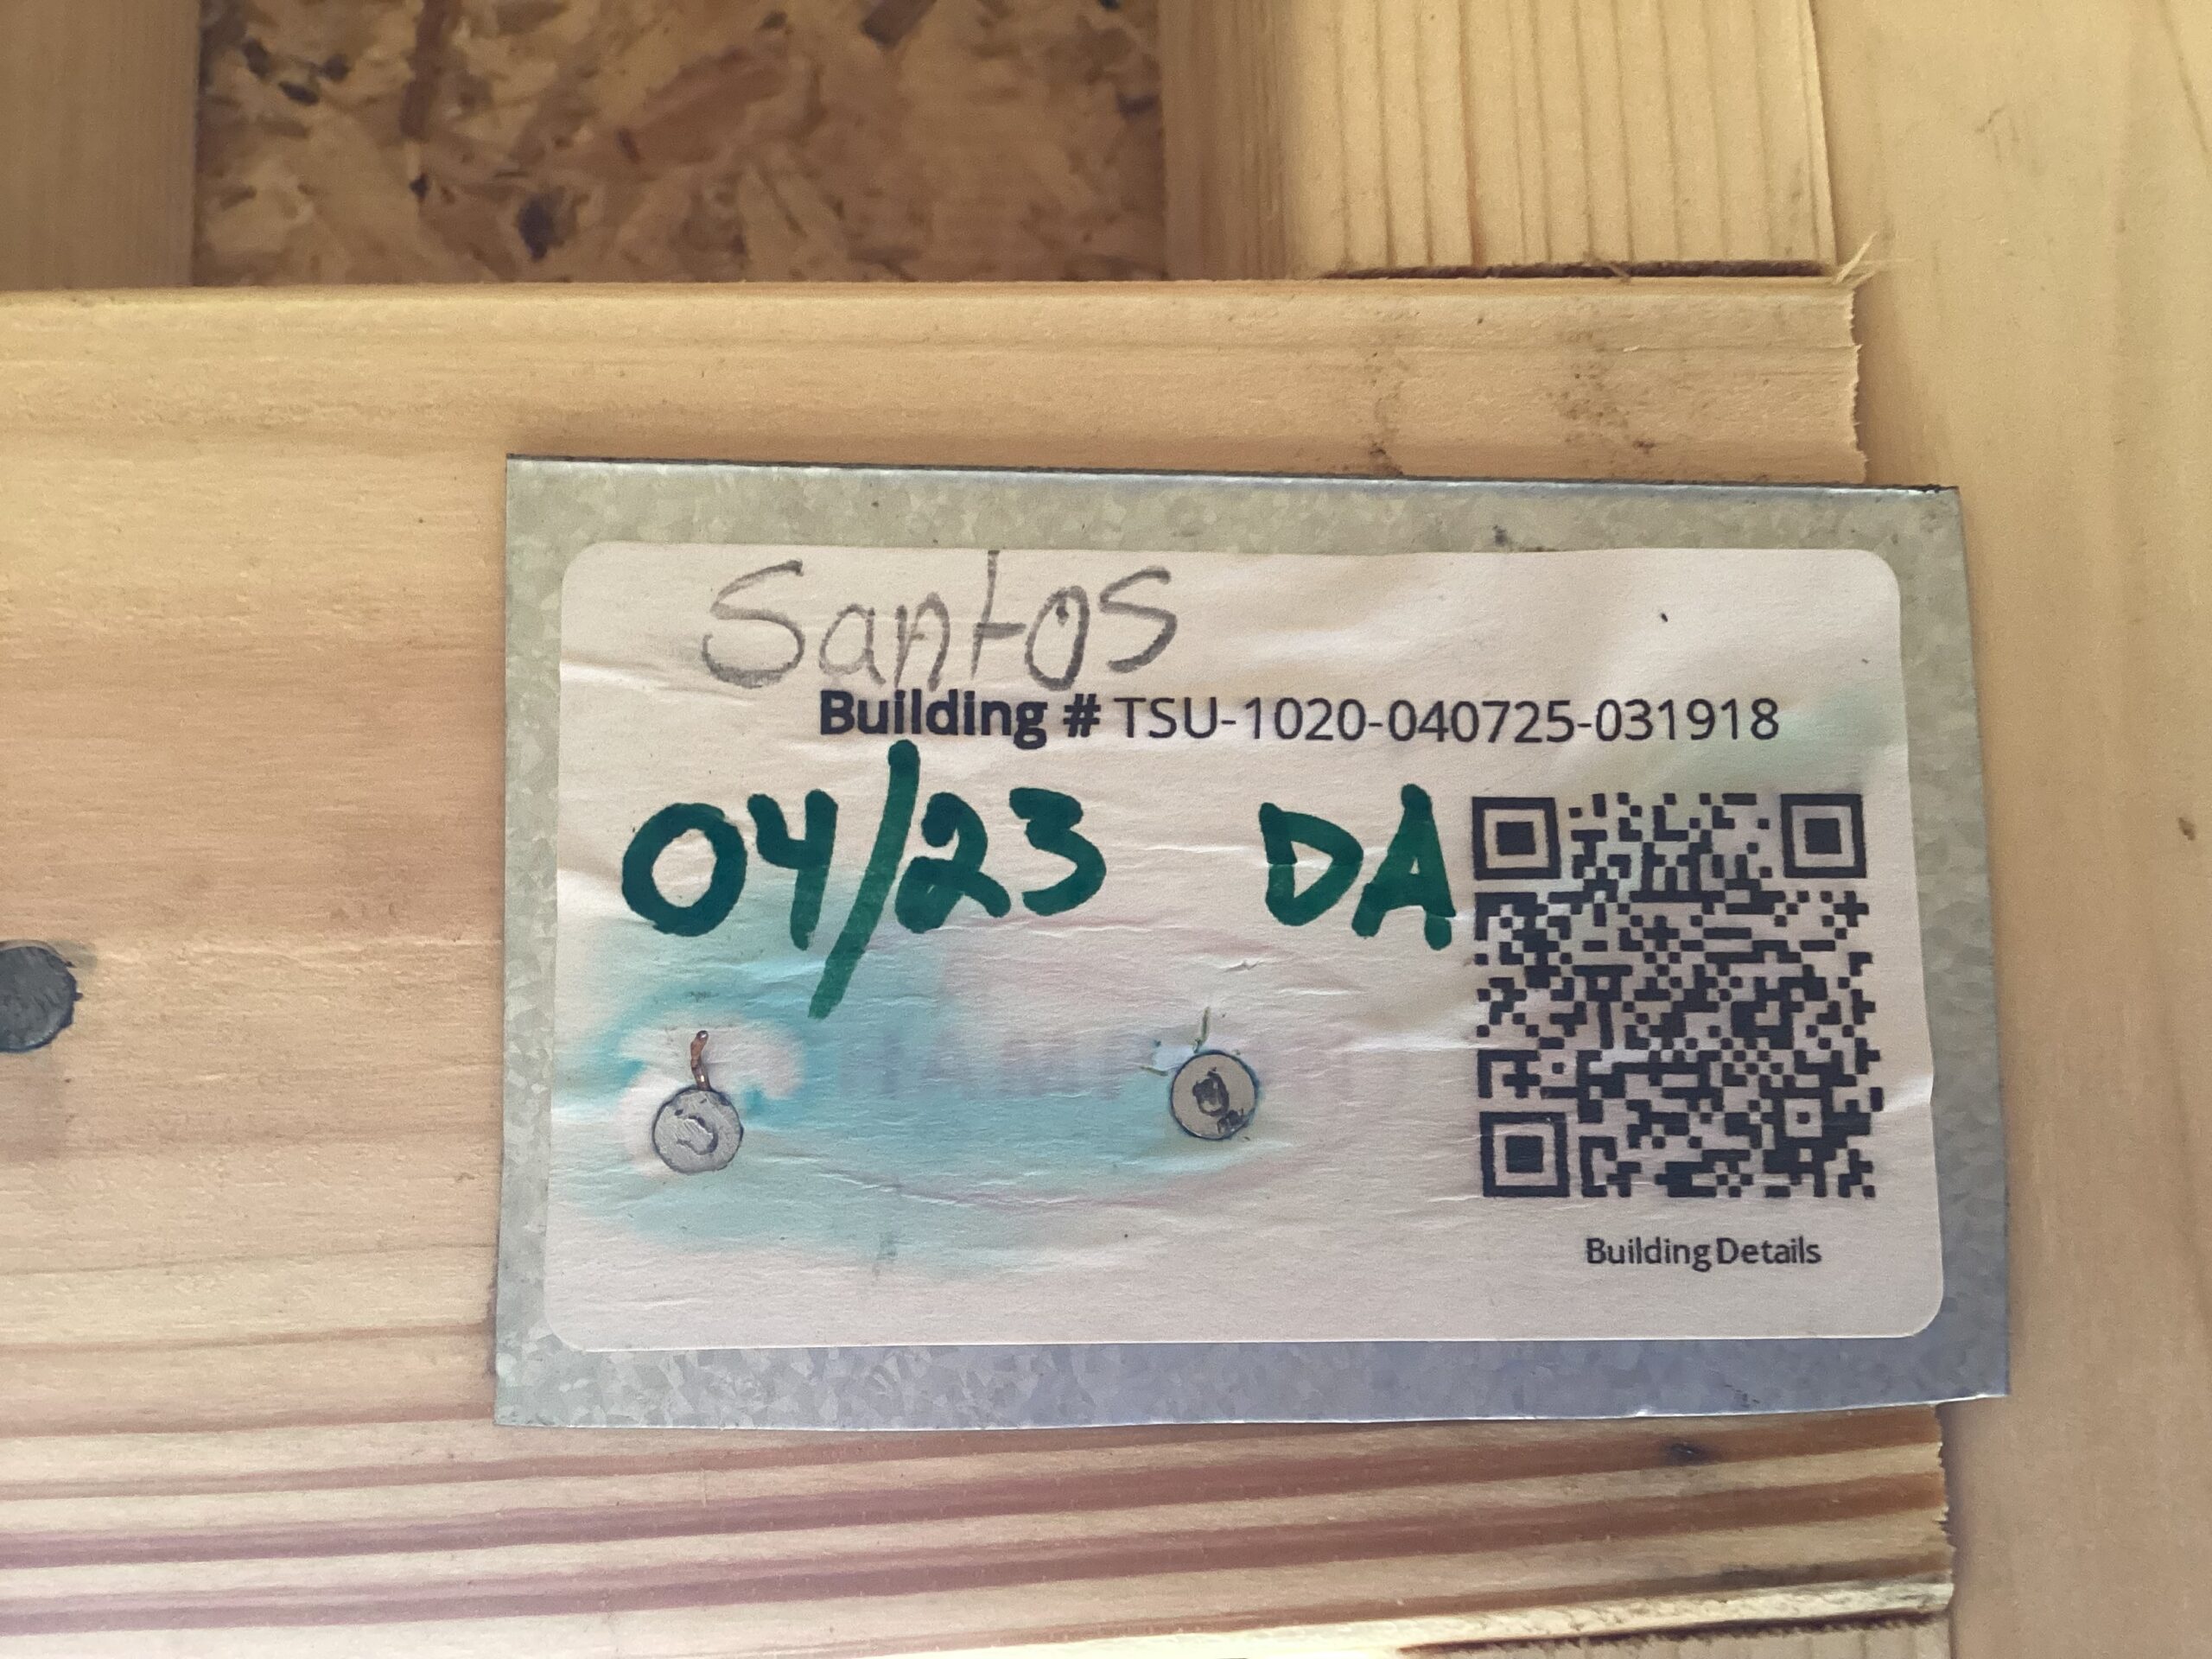 Santos
Building # TSU-1020-040725-031918
04/23 DA
Building Details